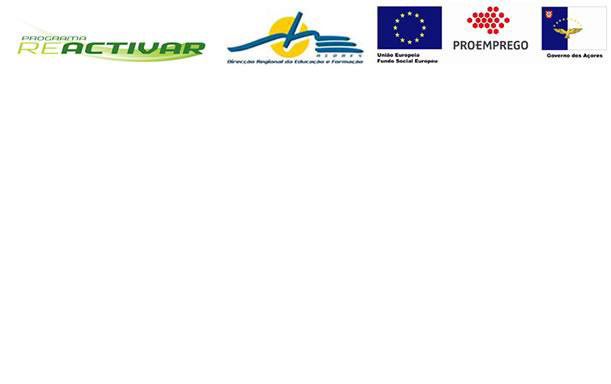 PROGRAMA
REACTIVAR
AÇORES
Direcção Regional da Educação e Formação
União Europeia
Fundo Social Europeu
PROEMPREGO
Governo dos Açores